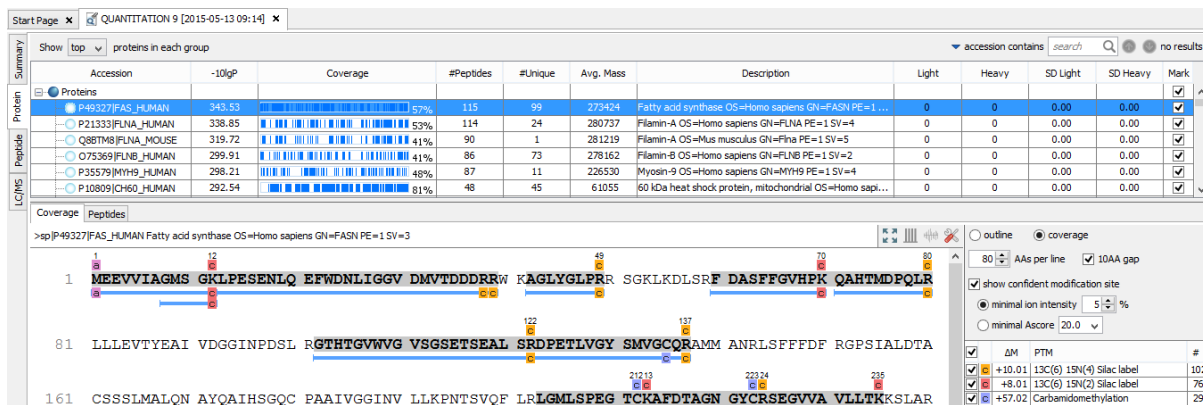 Start Page × QUANTITATION 9 [2015-05-13 09:14] ×
Show top proteins in each group accession contains search no results
Summary
Protein
Peptide
LC/MS
Accession -10lgP Coverage #Peptides #Unique Avg. Mass Description Light Heavy SD Light SD Heavy Mark
Proteins
P49327|FAS_HUMAN 343.53 57% 115 99 273424 Fatty acid synthase OS=Homo sapiens GN=FASN PE=1 ... 0 0 0.00 0.00
P21333|FLNA_HUMAN 338.85 53% 114 24 280737 Filamin-A OS=Homo sapiens GN=FLNA PE=1 SV=4 0 0 0.00 0.00
Q8BTM8|FLNA_MOUSE 319.72 41% 90 1 281219 Filamin-A OS=Mus musculus GN=Flna PE=1 SV=5 0 0 0.00 0.00
O75369|FLNB_HUMAN 299.91 41% 86 73 278162 Filamin-B OS=Homo sapiens GN=FLNB PE=1 SV=2 0 0 0.00 0.00
P35579|MYH9_HUMAN 298.21 48% 87 11 226530 Myosin-9 OS=Homo sapiens GN=MYH9 PE=1 SV=4 0 0 0.00 0.00
P10809|CH60_HUMAN 292.54 81% 48 45 61055 60 kDa heat shock protein, mitochondrial OS=Homo sapi... 0 0 0.00 0.00
Coverage Peptides
>sp|P49327|FAS_HUMAN Fatty acid synthase OS=Homo sapiens GN=FASN PE=1 SV=3
1 12 49 70 80
a c c c c
1 MEEVVIAGMS GKLPESENLQ EFWDNLIGGV DMVTDDDRRW KAGLYGLPRR SGKLKDLSRF DASFFGVHPK QAHTMDPQLR
a c c c c c c
122 137
c c
81 LLLEVTYEAI VDGGINPDSL RGTHTGVWVG VSGSETSEAL SRDPETLVGY SMVGCQRAMM ANRLSFFFDF RGPSIALDTA
c c c
212 213 223 224 235
c c c c c
161 CSSSLMALQN AYQAIHSGQC PAAIVGGINV LLKPNTSVQF LRLGMLSPEG TCKAFDTAGN GYCRSEGVVA VLLTKKSLAR
outline coverage
80 AAs per line 10AA gap
show confident modification site
minimal ion intensity 5 %
minimal Ascore 20.0
ΔM PTM #
c +10.01 13C(6) 15N(4) Silac label 102
c +8.01 13C(6) 15N(2) Silac label 76
c +57.02 Carbamidomethylation